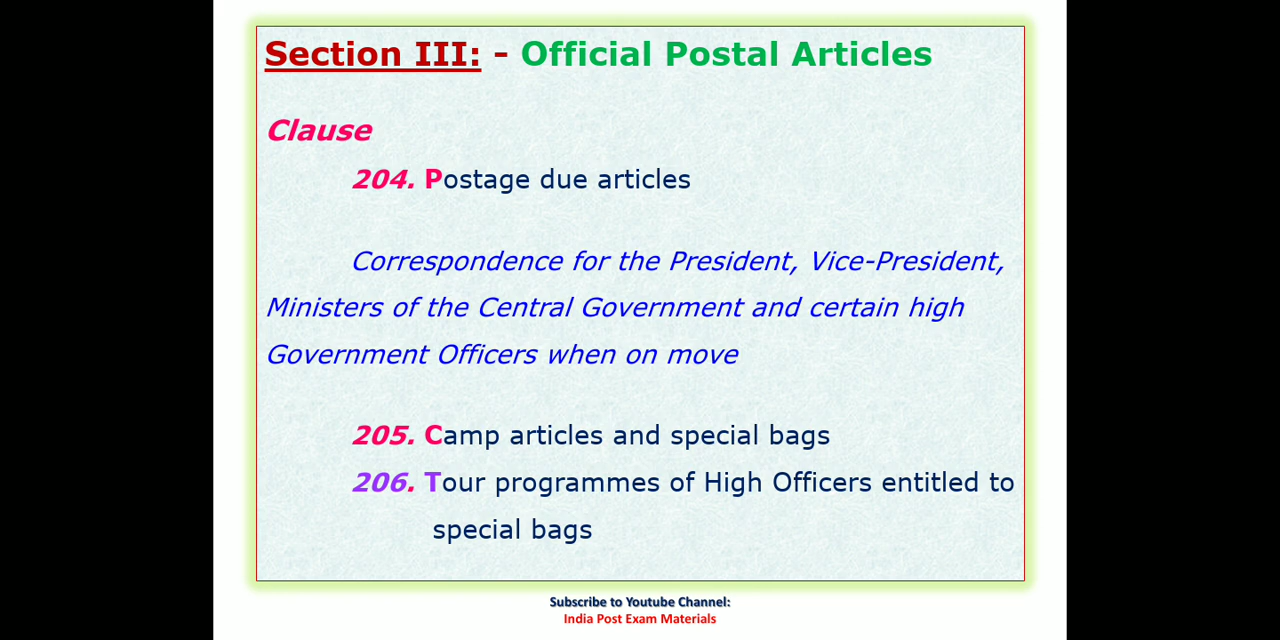 Section III: - Official Postal Articles
Clause
204. Postage due articles
Correspondence for the President, Vice-President,
Ministers of the Central Government and certain high
Government Officers when on move
205. Camp articles and special bags
206. Tour programmes of High Officers entitled to
special bags
Subscribe to Youtube Channel:
India Post Exam Materials